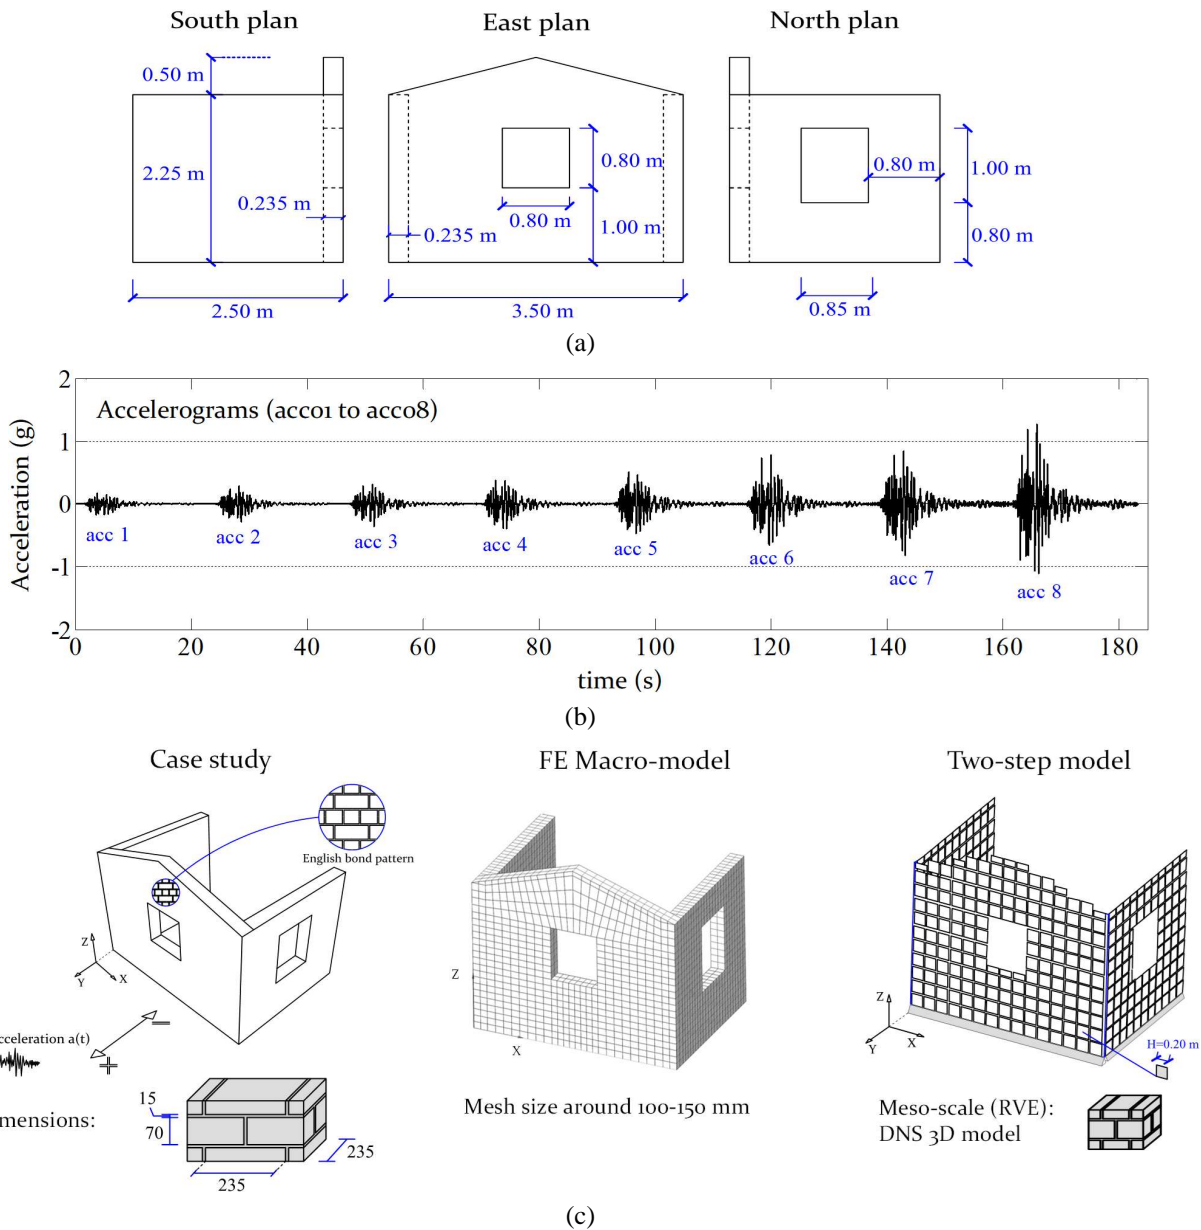 South plan
East plan
North plan
0.50 m
2.25 m
0.235 m
2.50 m
0.80 m
0.80 m
0.235 m
1.00 m
3.50 m
0.80 m
1.00 m
0.80 m
0.85 m
(a)
Accelerograms (acc01 to acc08)
Acceleration (g)
2
1
0
-1
-2
acc 1
acc 2
acc 3
acc 4
acc 5
acc 6
acc 7
acc 8
0
20
40
60
80
100
120
140
160
180
time (s)
(b)
Case study
FE Macro-model
Two-step model
English bond pattern
Z
Y
X
cceleration a(t)
mensions:
15
70
235
235
Z
X
Mesh size around 100-150 mm
Z
Y
X
H=0.20 m
Meso-scale (RVE):
DNS 3D model
(c)